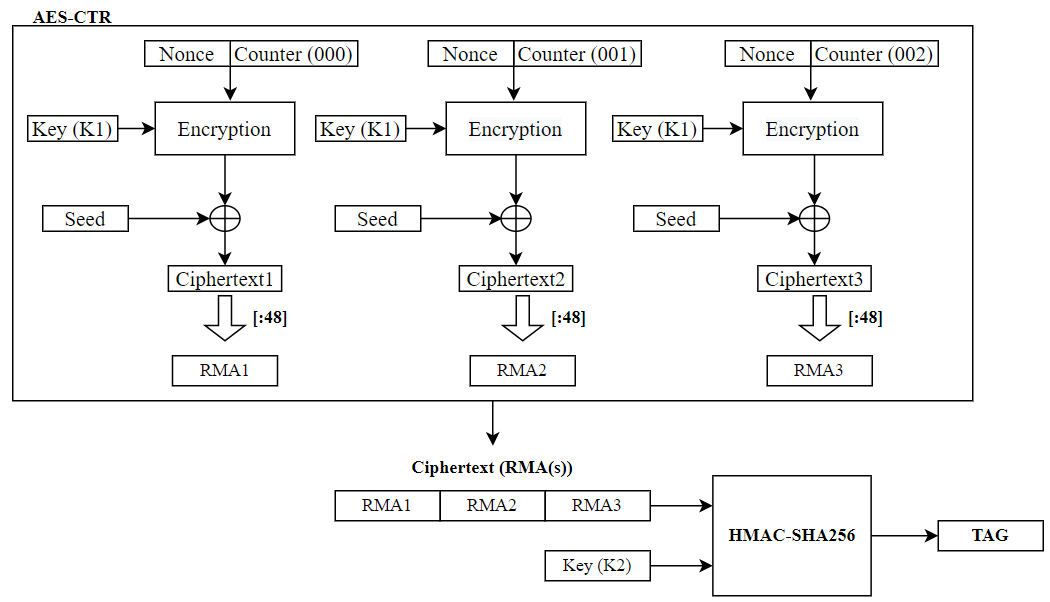 AES-CTR
Nonce Counter (000) Nonce Counter (001) Nonce Counter (002)
Key (K1) Encryption Key (K1) Encryption Key (K1) Encryption
Seed Seed Seed
Ciphertext1 Ciphertext2 Ciphertext3
[:48] [:48] [:48]
RMA1 RMA2 RMA3
Ciphertext (RMA(s))
RMA1 RMA2 RMA3
HMAC-SHA256 TAG
Key (K2)